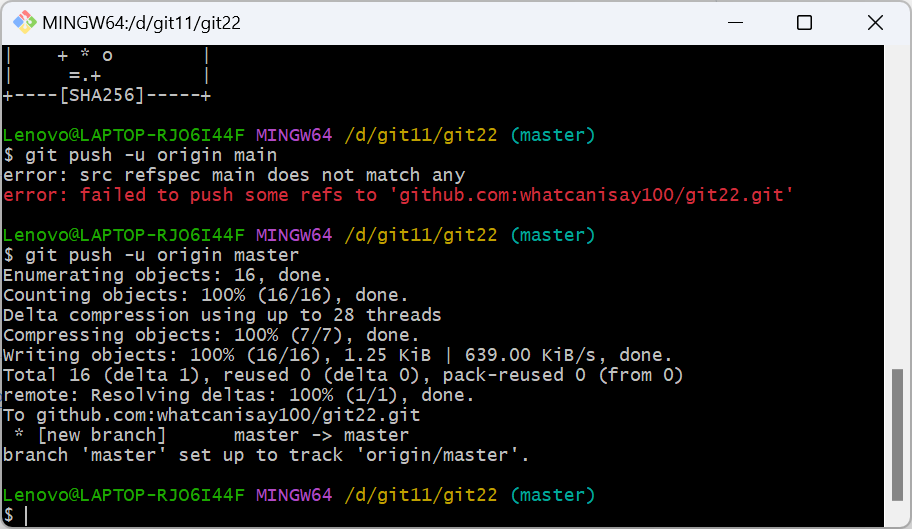 MINGW64:/d/git11/git22
|    + * o        |
|     =.+         |
+----[SHA256]-----+
Lenovo@LAPTOP-RJO6I44F MINGW64 /d/git11/git22 (master)
$ git push -u origin main
error: src refspec main does not match any
error: failed to push some refs to 'github.com:whatcanisay100/git22.git'
Lenovo@LAPTOP-RJO6I44F MINGW64 /d/git11/git22 (master)
$ git push -u origin master
Enumerating objects: 16, done.
Counting objects: 100% (16/16), done.
Delta compression using up to 28 threads
Compressing objects: 100% (7/7), done.
Writing objects: 100% (16/16), 1.25 KiB | 639.00 KiB/s, done.
Total 16 (delta 1), reused 0 (delta 0), pack-reused 0 (from 0)
remote: Resolving deltas: 100% (1/1), done.
To github.com:whatcanisay100/git22.git
 * [new branch]      master -> master
branch 'master' set up to track 'origin/master'.
Lenovo@LAPTOP-RJO6I44F MINGW64 /d/git11/git22 (master)
$